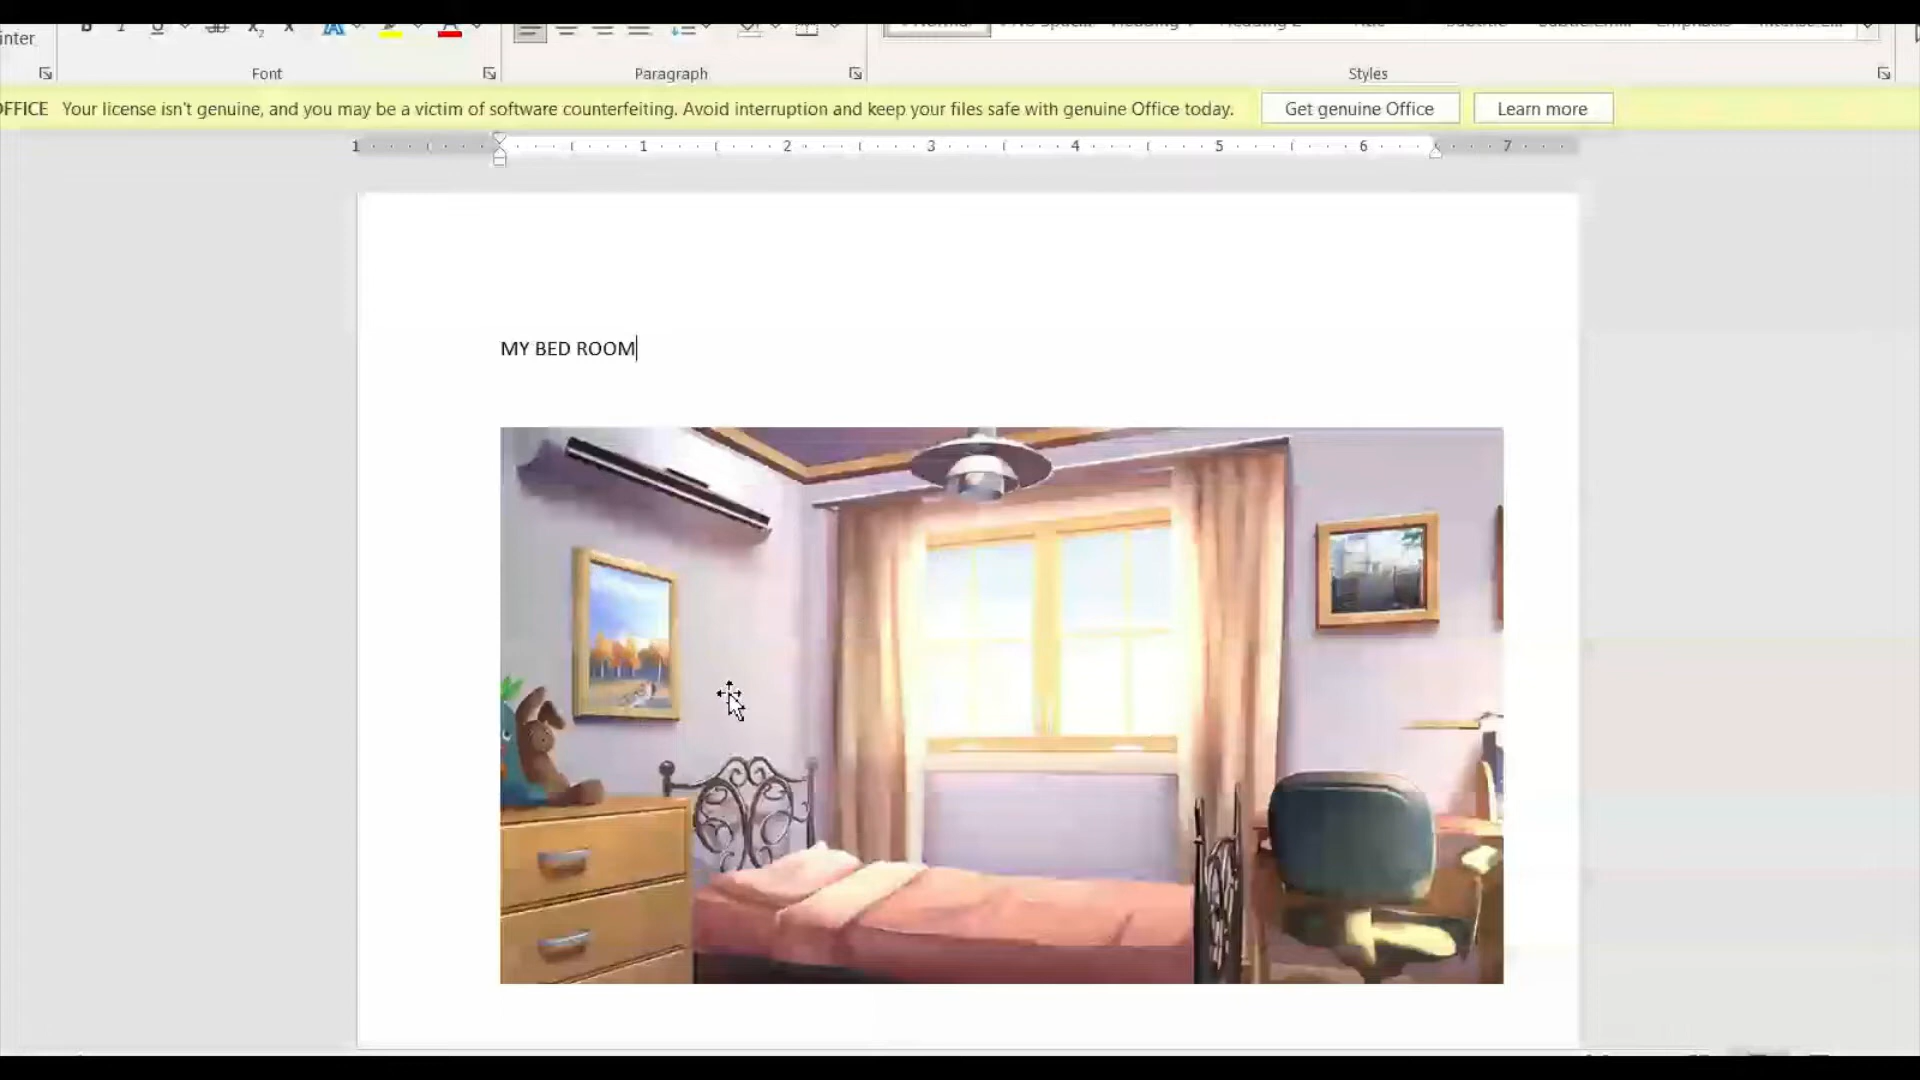 inter
Font
Paragraph
Styles
OFFICE Your license isn't genuine, and you may be a victim of software counterfeiting. Avoid interruption and keep your files safe with genuine Office today. Get genuine Office Learn more
1 1 2 3 4 5 6 7
MY BED ROOM